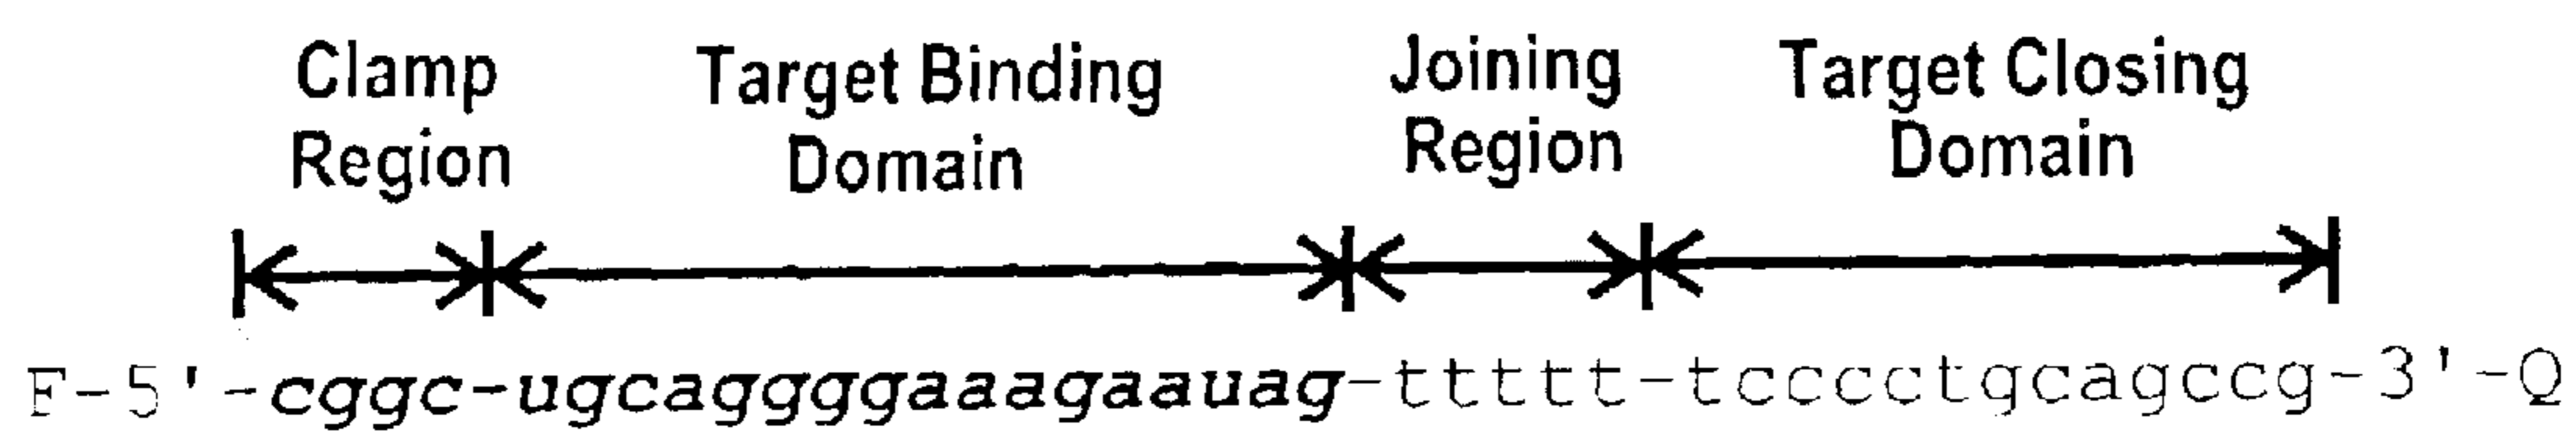 Clamp Region
Target Binding Domain
Joining Region
Target Closing Domain
F-5'-cggc-ugcaggggaaagaauag-ttttt-tcccctgcagccg-3'-Q